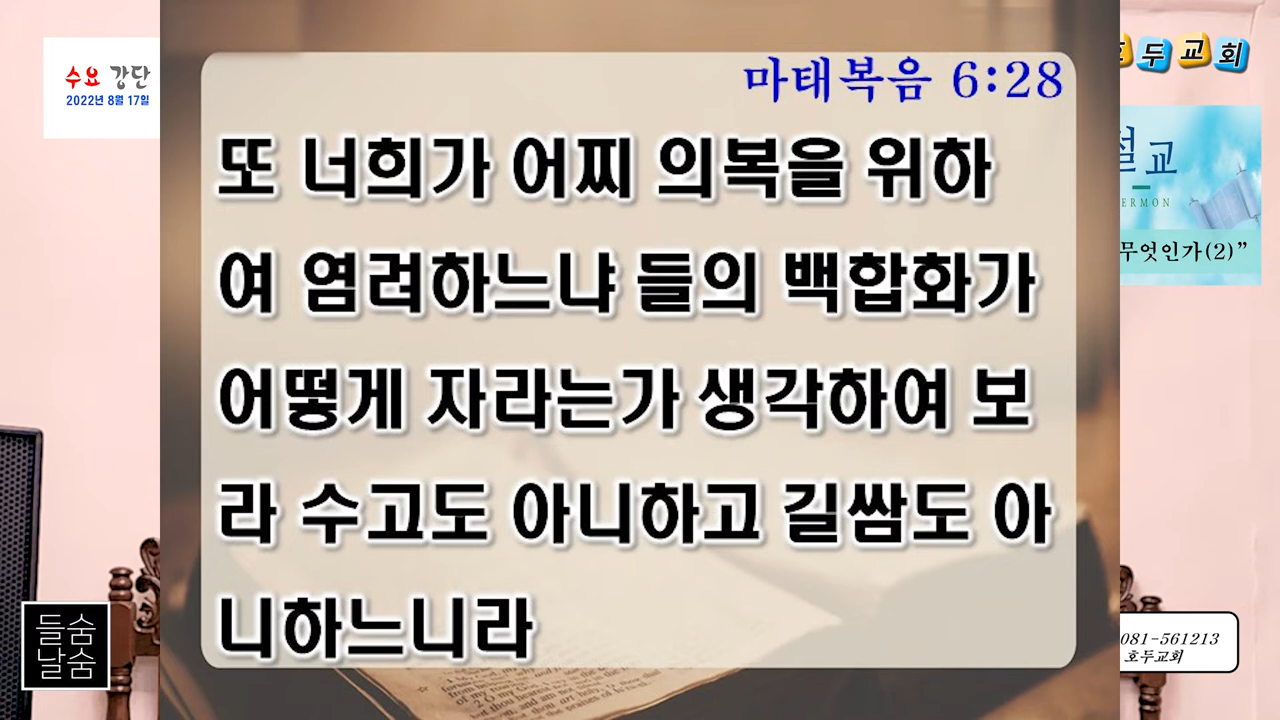 수요 강단
2022년 8월 17일
마태복음 6:28
또 너희가 어찌 의복을 위하
여 염려하느냐 들의 백합화가
어떻게 자라는가 생각하여 보
라 수고도 아니하고 길쌈도 아
니하느니라
두교회
교
무엇인가(2)”
들숨
날숨
081-561213
호두교회